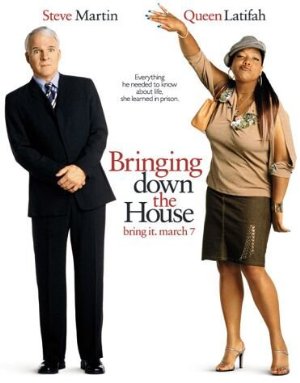 Steve Martin
Queen Latifah
Everything
he needed to know
about life,
she learned in prison.
Bringing
down
the
House
bring it. march 7